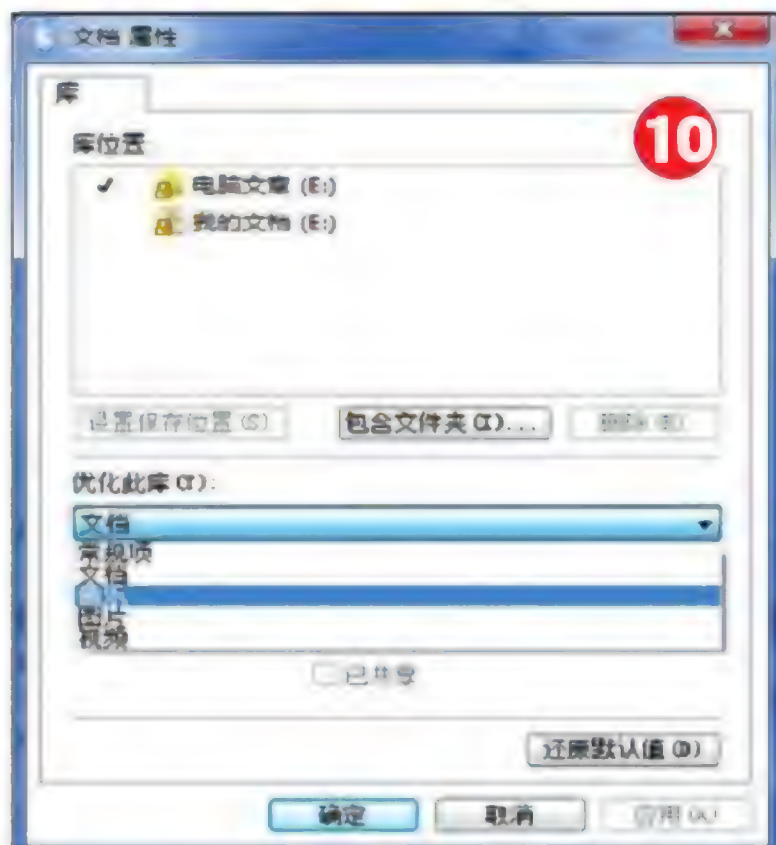 文档 属性
库
10
库位置
电脑文章 (E:)
我的文档 (E:)
设置保存位置(S)
包含文件夹(I)...
删除(R)
优化此库(T):
文档
常规项
文档
图片
视频
已共享
还原默认值(D)
确定
取消
应用(A)